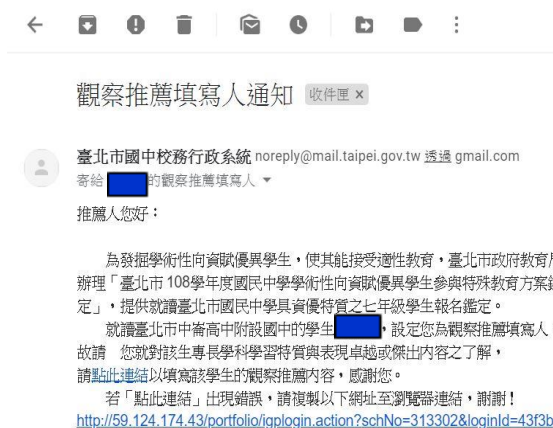 觀察推薦填寫人通知 收件匣 x
臺北市國中校務行政系統 noreply@mail.taipei.gov.tw 透過 gmail.com
寄給 的觀察推薦填寫人
推薦人您好：
為發掘學術性向資賦優異學生，使其能接受適性教育，臺北市政府教育局
辦理「臺北市 108學年度國民中學學術性向資賦優異學生參與特殊教育方案鑑
定」，提供就讀臺北市國民中學具資優特質之七年級學生報名鑑定。
就讀臺北市中崙高中附設國中的學生 ，設定您為觀察推薦填寫人
故請 您就對該生專長學科學習特質與表現卓越或傑出內容之了解，
請點此連結以填寫該學生的觀察推薦內容，感謝您。
若「點此連結」出現錯誤，請複製以下網址至瀏覽器連結，謝謝！
http://59.124.174.43/portfolio/igplogin.action?schNo=313302&loginId=43f3b